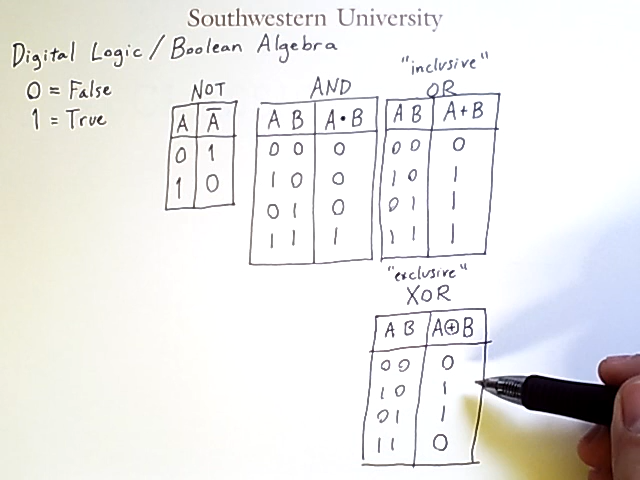 Southwestern University
Digital Logic / Boolean Algebra
0 = False
1 = True
NOT
A A̅
0 1
1 0
AND
A B A•B
0 0 0
1 0 0
0 1 0
1 1 1
"inclusive"
OR
A B A+B
0 0 0
1 0 1
0 1 1
1 1 1
"exclusive"
XOR
A B A⊕B
0 0 0
1 0 1
0 1 1
1 1 0